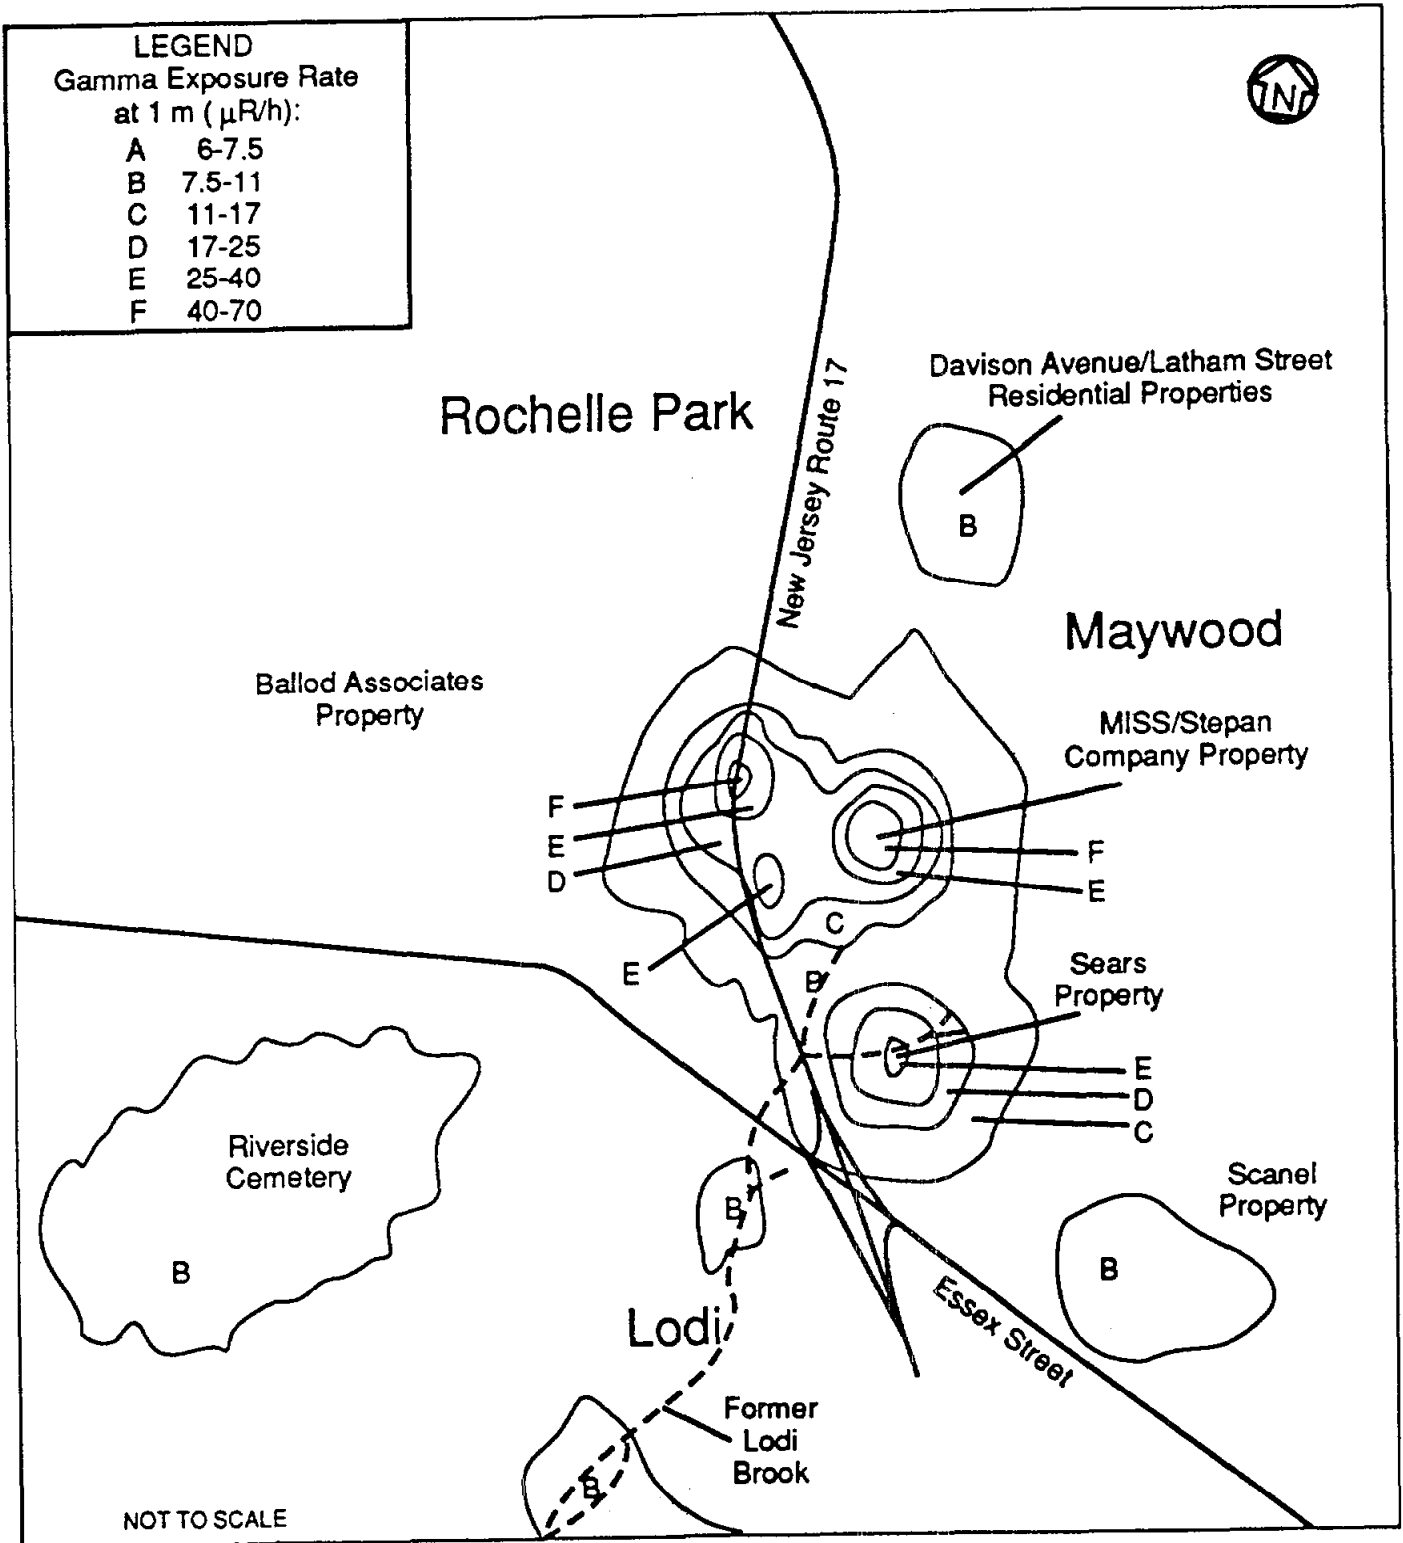 LEGEND
Gamma Exposure Rate
at 1 m ( μR/h):
A 6-7.5
B 7.5-11
C 11-17
D 17-25
E 25-40
F 40-70
N
Davison Avenue/Latham Street
Residential Properties
Rochelle Park
New Jersey Route 17
B
Maywood
Ballod Associates
Property
MISS/Stepan
Company Property
F
E
D
F
E
C
E
B
Sears
Property
E
D
C
Riverside
Cemetery
B
Scanel
Property
B
B
Lodi
Essex Street
Former
Lodi
Brook
B
NOT TO SCALE